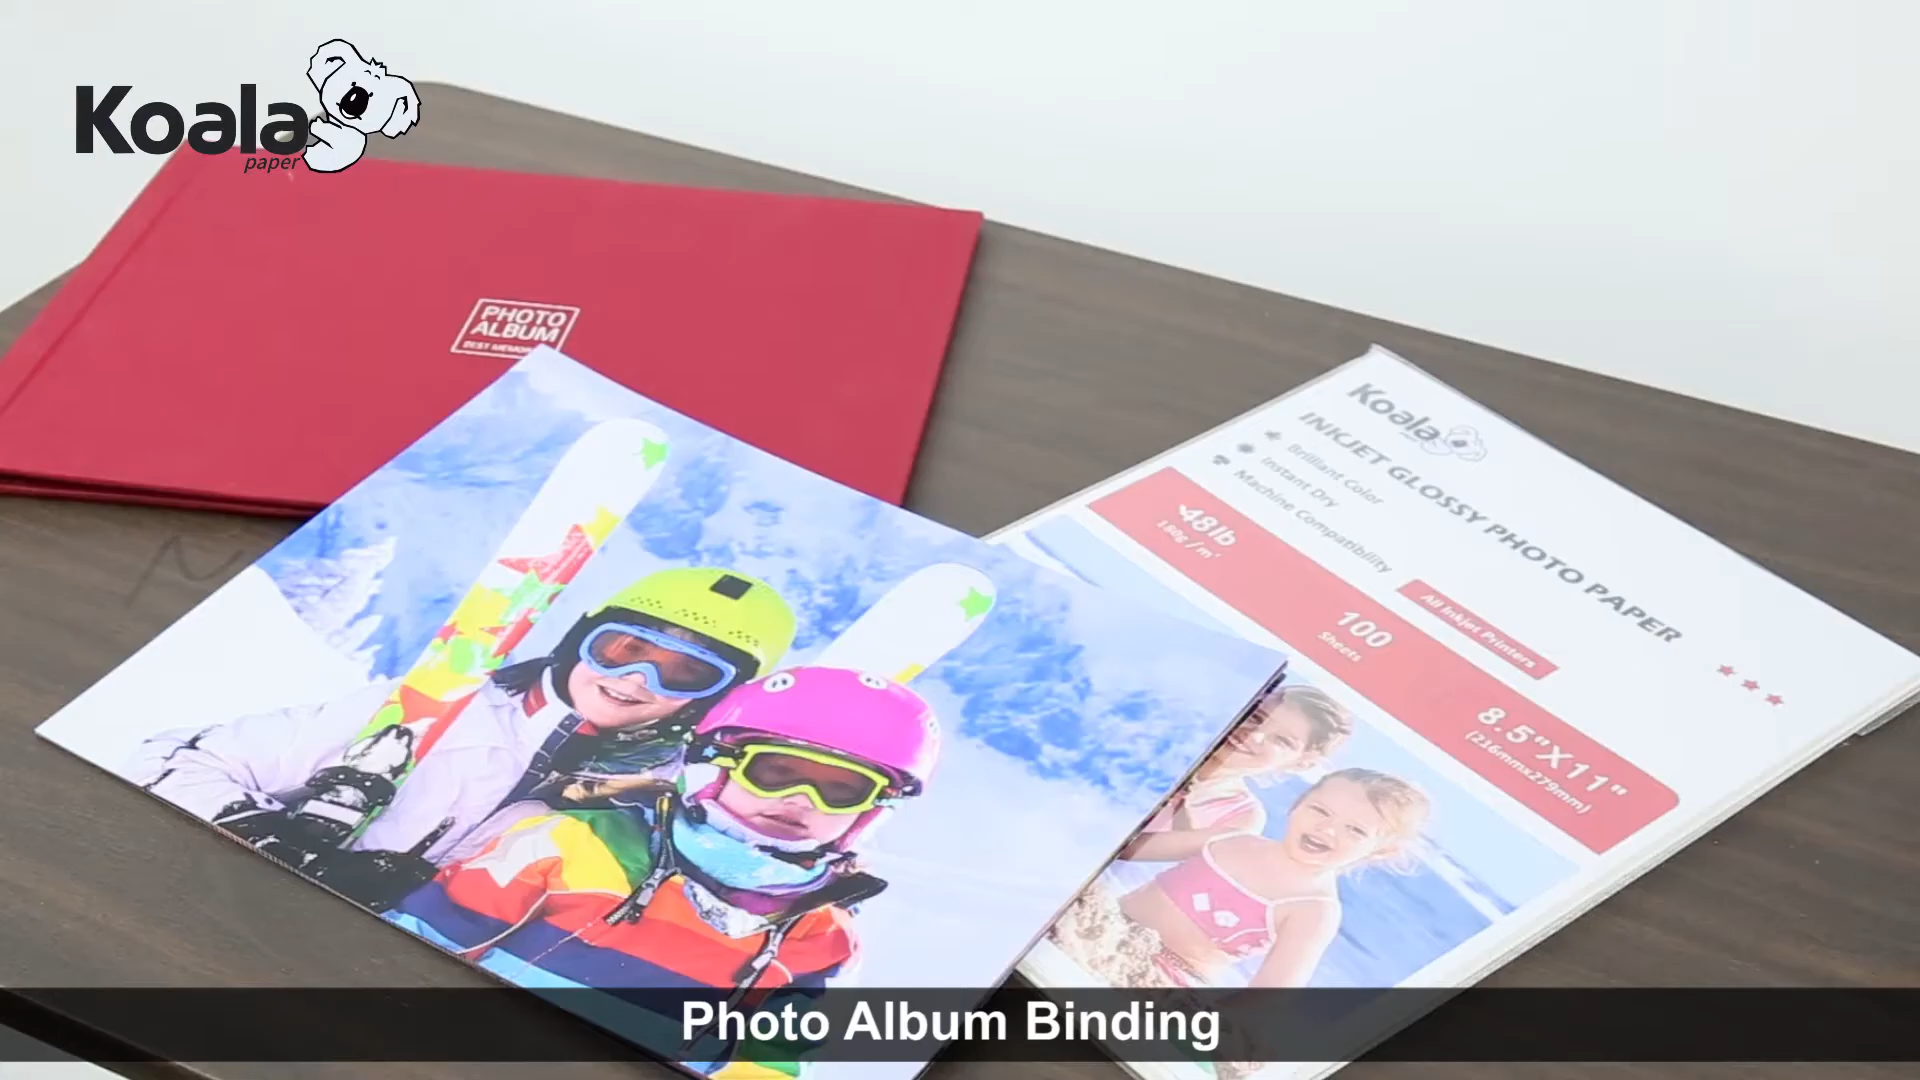 Koala
paper
PHOTO
ALBUM
Koala
INKJET GLOSSY PHOTO PAPER
Brilliant Color
Instant Dry
Machine Compatibility
All Inkjet Printers
48lb
180g/m²
100
Sheets
8.5"X11"
(216mmx279mm)
Photo Album Binding